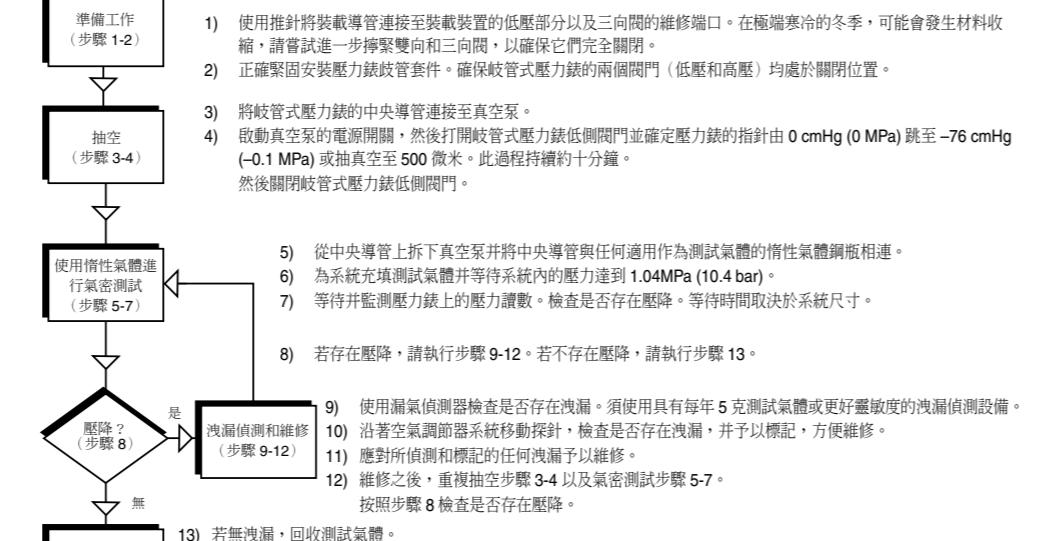 準備工作
（步驟 1-2）
1) 使用推針將裝載導管連接至裝載裝置的低壓部分以及三向閥的維修端口。在極端寒冷的冬季，可能會發生材料收
縮，請嘗試進一步擰緊雙向和三向閥，以確保它們完全關閉。
2) 正確緊固安裝壓力錶歧管套件。確保岐管式壓力錶的兩個閥門（低壓和高壓）均處於關閉位置。
抽空
（步驟 3-4）
3) 將岐管式壓力錶的中央導管連接至真空泵。
4) 啟動真空泵的電源開關，然後打開岐管式壓力錶低側閥門並確定壓力錶的指針由 0 cmHg (0 MPa) 跳至 –76 cmHg
(–0.1 MPa) 或抽真空至 500 微米。此過程持續約十分鐘。
然後關閉岐管式壓力錶低側閥門。
使用惰性氣體進
行氣密測試
（步驟 5-7）
5) 從中央導管上拆下真空泵并將中央導管與任何適用作為測試氣體的惰性氣體鋼瓶相連。
6) 為系統充填測試氣體并等待系統內的壓力達到 1.04MPa (10.4 bar)。
7) 等待并監測壓力錶上的壓力讀數。檢查是否存在壓降。等待時間取決於系統尺寸。
8) 若存在壓降，請執行步驟 9-12。若不存在壓降，請執行步驟 13。
壓降？
（步驟 8）
是
無
洩漏偵測和維修
（步驟 9-12）
9) 使用漏氣偵測器檢查是否存在洩漏。須使用具有每年 5 克測試氣體或更好靈敏度的洩漏偵測設備。
10) 沿著空氣調節器系統移動探針，檢查是否存在洩漏，并予以標記，方便維修。
11) 應對所偵測和標記的任何洩漏予以維修。
12) 維修之後，重複抽空步驟 3-4 以及氣密測試步驟 5-7。
按照步驟 8 檢查是否存在壓降。
13) 若無洩漏，回收測試氣體。